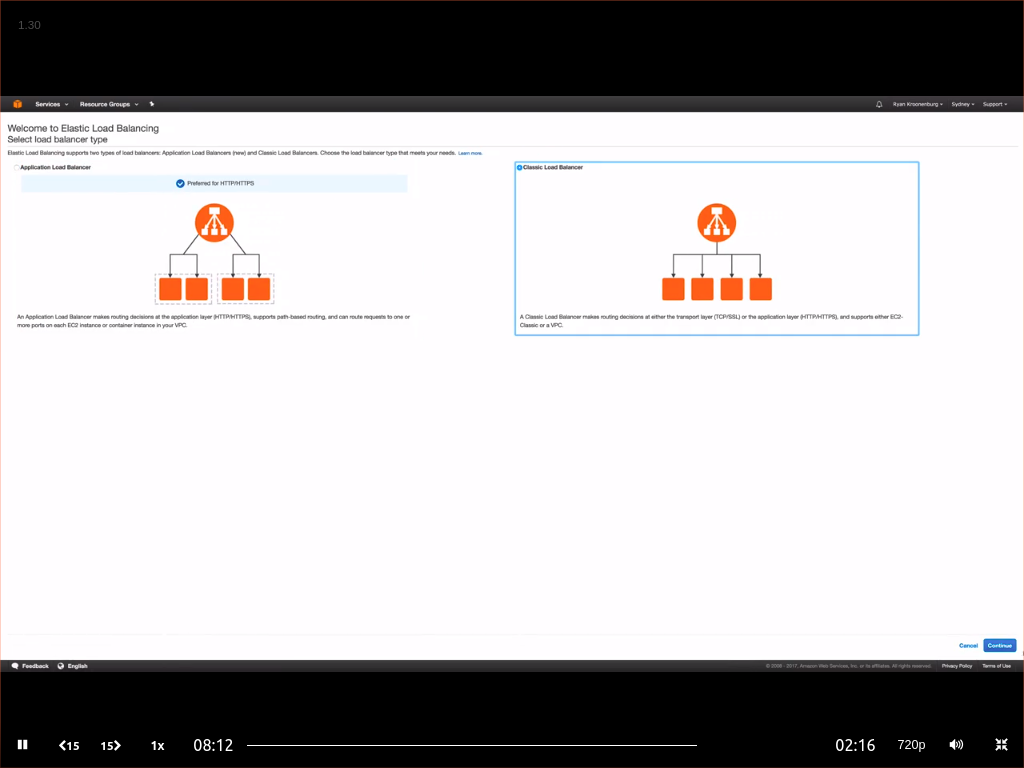 1.30
Services Resource Groups Ryan Kroonenburg Sydney Support
Welcome to Elastic Load Balancing
Select load balancer type
Elastic Load Balancing supports two types of load balancers: Application Load Balancers (new) and Classic Load Balancers. Choose the load balancer type that meets your needs. Learn more.
Application Load Balancer
Preferred for HTTP/HTTPS
An Application Load Balancer makes routing decisions at the application layer (HTTP/HTTPS), supports path-based routing, and can route requests to one or
more ports on each EC2 instance or container instance in your VPC.
Classic Load Balancer
A Classic Load Balancer makes routing decisions at either the transport layer (TCP/SSL) or the application layer (HTTP/HTTPS), and supports either EC2-
Classic or a VPC.
Cancel Continue
Feedback English © 2008 - 2017, Amazon Web Services, Inc. or its affiliates. All rights reserved. Privacy Policy Terms of Use
15 15 1x 08:12 02:16 720p